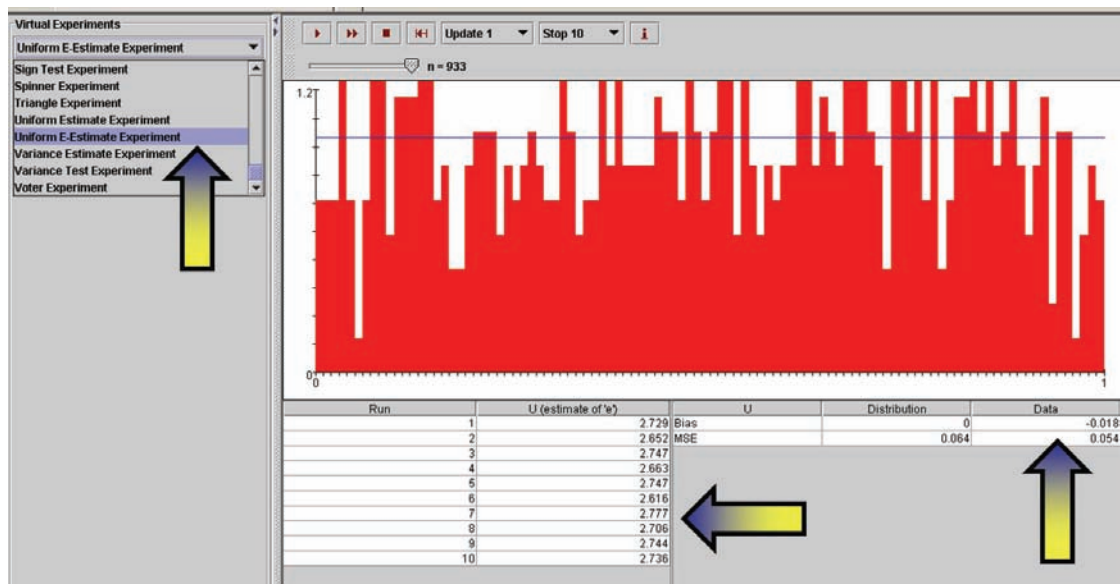 Virtual Experiments
Uniform E-Estimate Experiment
Sign Test Experiment
Spinner Experiment
Triangle Experiment
Uniform Estimate Experiment
Uniform E-Estimate Experiment
Variance Estimate Experiment
Variance Test Experiment
Voter Experiment
Update 1 Stop 10 i
n = 933
1.2
0
0 1
Run U (estimate of 'e') U Distribution Data
1 2.729 Bias 0 -0.018
2 2.652 MSE 0.064 0.054
3 2.747
4 2.663
5 2.747
6 2.616
7 2.777
8 2.706
9 2.744
10 2.736